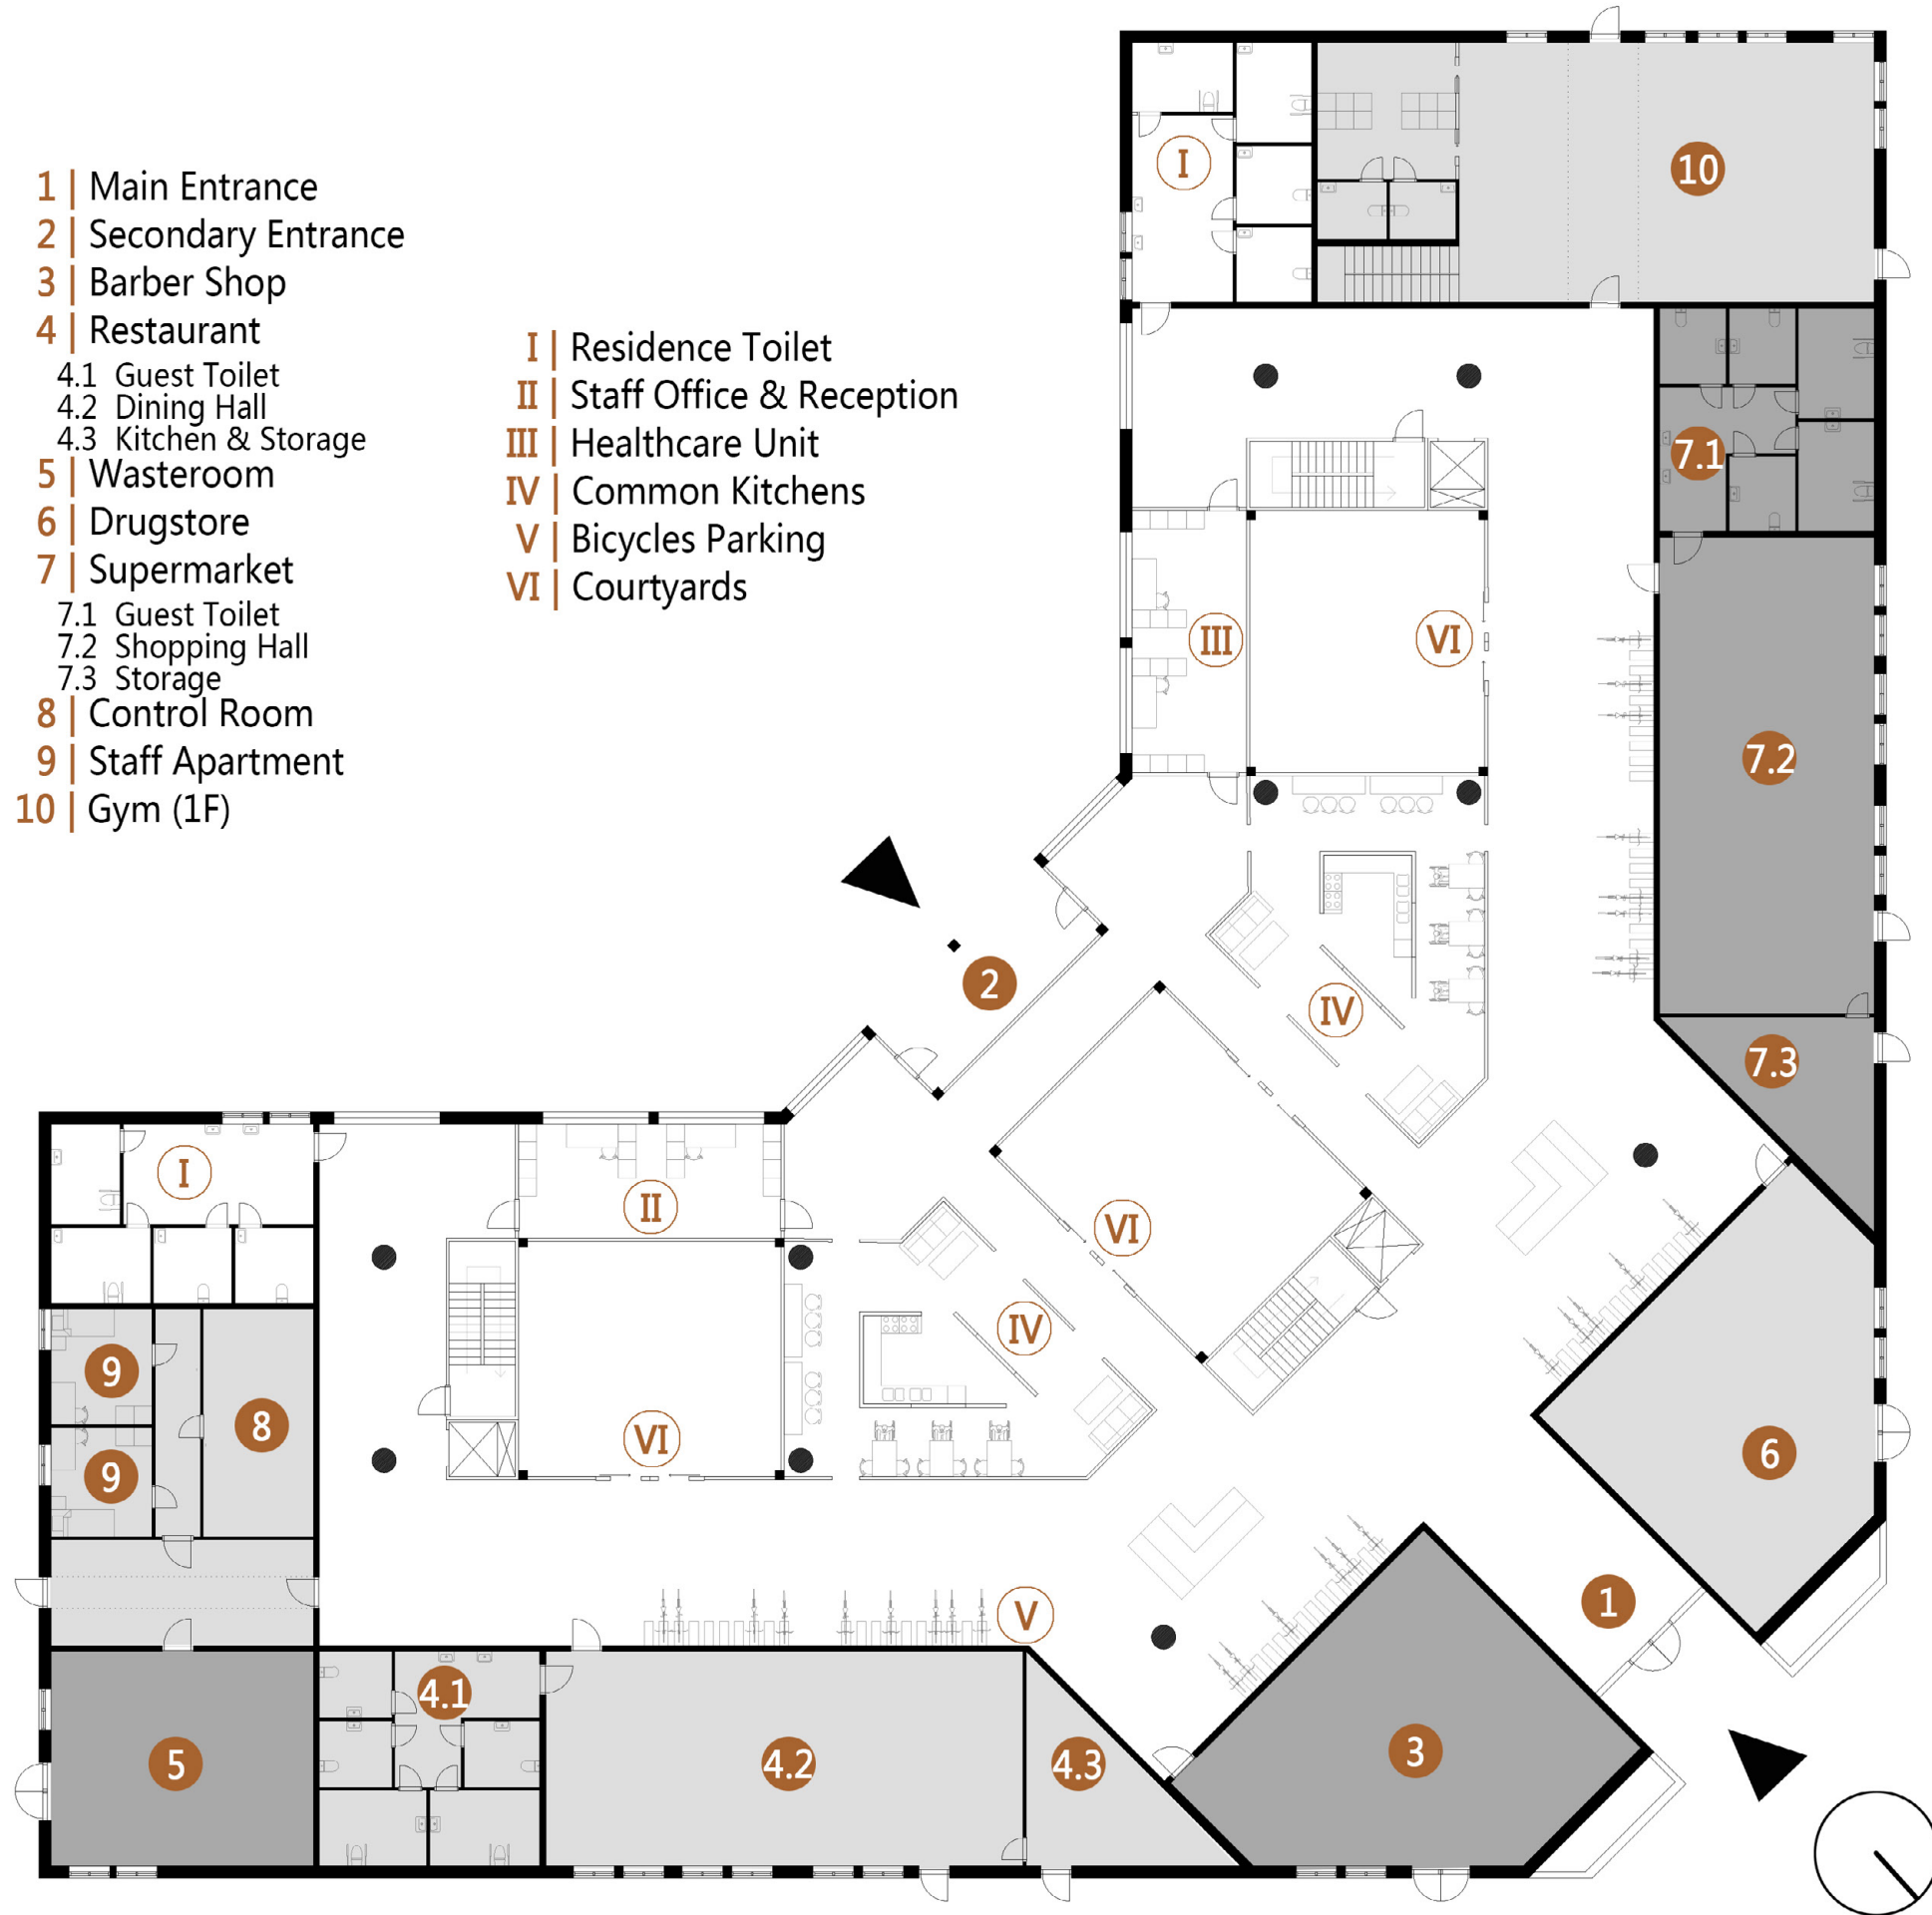 1 | Main Entrance
2 | Secondary Entrance
3 | Barber Shop
4 | Restaurant
4.1 Guest Toilet
4.2 Dining Hall
4.3 Kitchen & Storage
5 | Wasteroom
6 | Drugstore
7 | Supermarket
7.1 Guest Toilet
7.2 Shopping Hall
7.3 Storage
8 | Control Room
9 | Staff Apartment
10 | Gym (1F)
I | Residence Toilet
II | Staff Office & Reception
III | Healthcare Unit
IV | Common Kitchens
V | Bicycles Parking
VI | Courtyards
I
10
7.1
III
VI
7.2
2
IV
7.3
I
II
VI
IV
9
8
VI
6
9
V
1
4.1
5
4.2
4.3
3